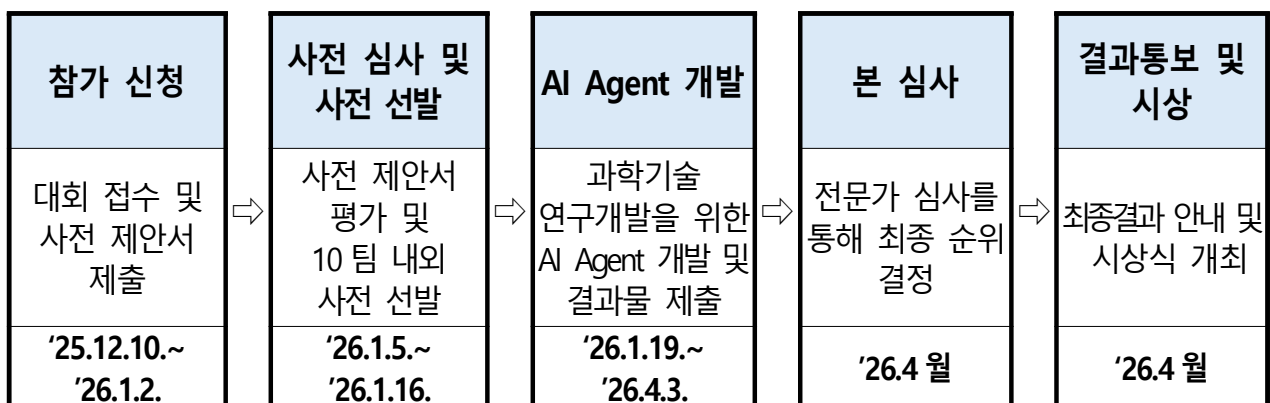 참가 신청
대회 접수 및
사전 제안서
제출
'25.12.10.~
'26.1.2.
⇨
사전 심사 및
사전 선발
사전 제안서
평가 및
10팀 내외
사전 선발
'26.1.5.~
'26.1.16.
⇨
AI Agent 개발
과학기술
연구개발을 위한
AI Agent 개발 및
결과물 제출
'26.1.19.~
'26.4.3.
⇨
본 심사
전문가 심사를
통해 최종 순위
결정
'26.4월
⇨
결과통보 및
시상
최종결과 안내 및
시상식 개최
'26.4월